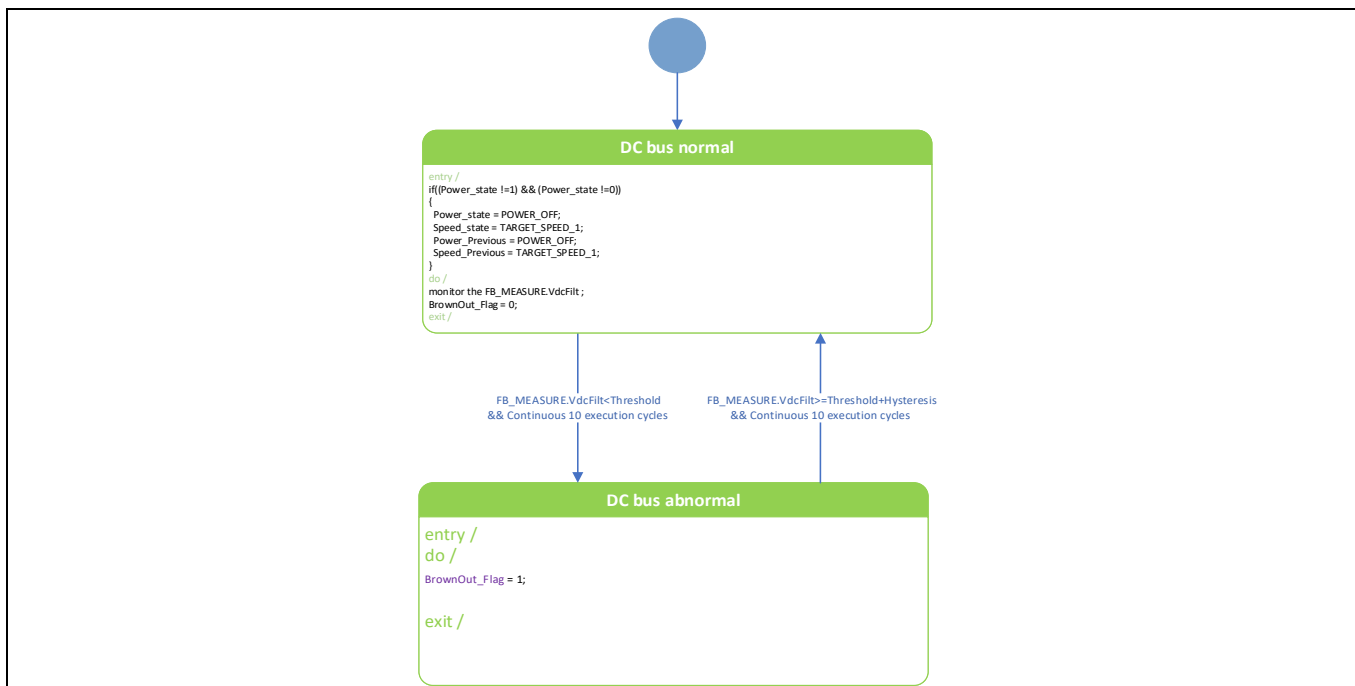 DC bus normal
entry /
if((Power_state !=1) && (Power_state !=0))
{
Power_state = POWER_OFF;
Speed_state = TARGET_SPEED_1;
Power_Previous = POWER_OFF;
Speed_Previous = TARGET_SPEED_1;
}
do /
monitor the FB_MEASURE.VdcFilt ;
BrownOut_Flag = 0;
exit /
FB_MEASURE.VdcFilt<Threshold
&& Continuous 10 execution cycles
FB_MEASURE.VdcFilt>=Threshold+Hysteresis
&& Continuous 10 execution cycles
DC bus abnormal
entry /
do /
BrownOut_Flag = 1;
exit /